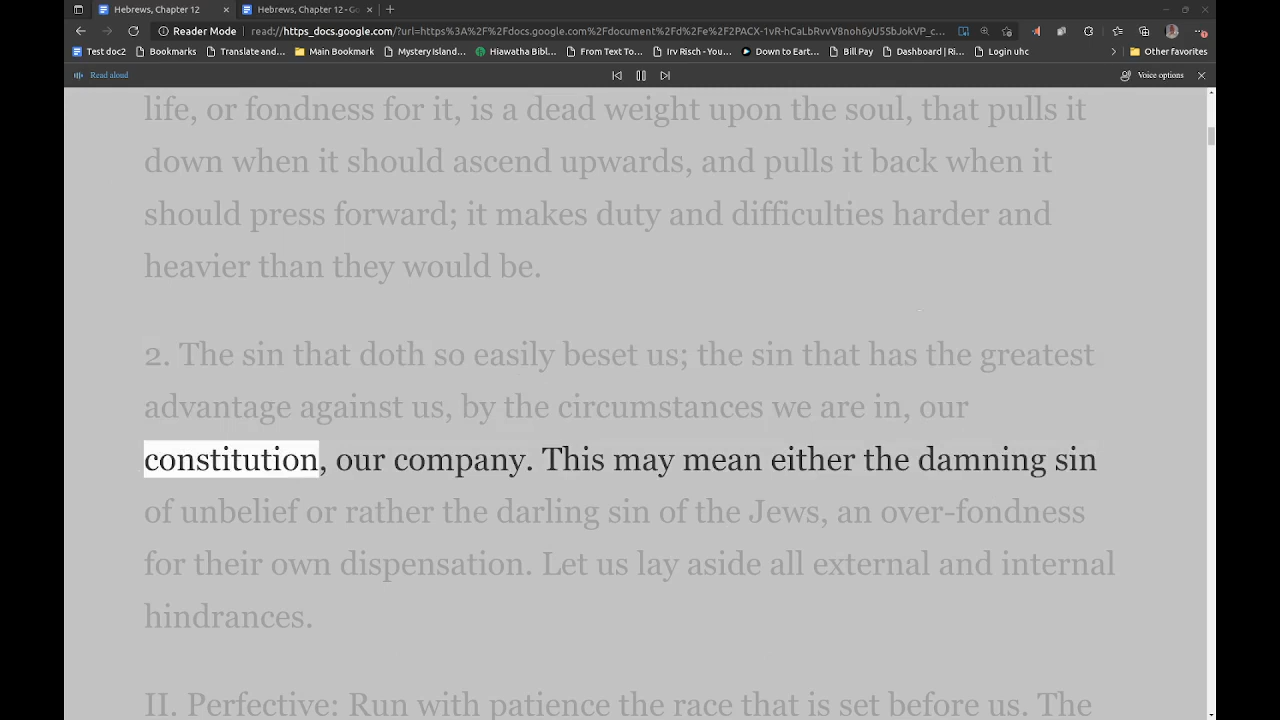 Hebrews, Chapter 12
Hebrews, Chapter 12 - Go
Reader Mode read://https_docs.google.com/?url=https%3A%2F%2Fdocs.google.com%2Fdocument%2Fd%2Fe%2F2PACX-1vR-hCaLbRvvV8noh6yU5SbJokVP_c...
Test doc2 Bookmarks Translate and... Main Bookmark Mystery Island... Hiawatha Bibl... From Text To... Irv Risch - You... Down to Eart... Bill Pay Dashboard | Ri... Login uhc Other favorites
Read aloud Voice options
life, or fondness for it, is a dead weight upon the soul, that pulls it
down when it should ascend upwards, and pulls it back when it
should press forward; it makes duty and difficulties harder and
heavier than they would be.
2. The sin that doth so easily beset us; the sin that has the greatest
advantage against us, by the circumstances we are in, our
constitution, our company. This may mean either the damning sin
of unbelief or rather the darling sin of the Jews, an over-fondness
for their own dispensation. Let us lay aside all external and internal
hindrances.
II. Perfective: Run with patience the race that is set before us. The